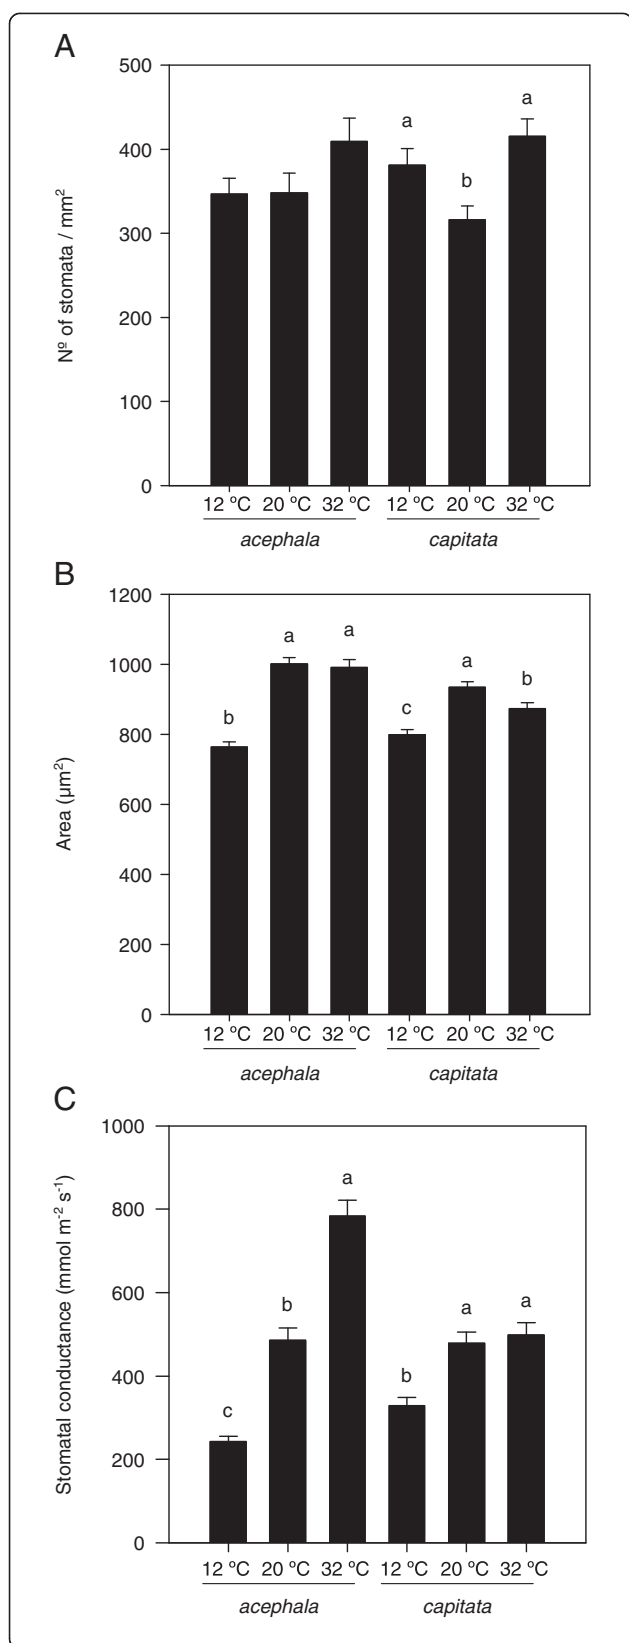 A
Nº of stomata / mm²
500
400
300
200
100
0
a
b
a
12 ºC 20 ºC 32 ºC 12 ºC 20 ºC 32 ºC
acephala capitata
B
Area (µm²)
1200
1000
800
600
400
200
0
b
a
a
c
a
b
12 ºC 20 ºC 32 ºC 12 ºC 20 ºC 32 ºC
acephala capitata
C
Stomatal conductance (mmol m⁻² s⁻¹)
1000
800
600
400
200
0
c
b
a
b
a
a
12 ºC 20 ºC 32 ºC 12 ºC 20 ºC 32 ºC
acephala capitata